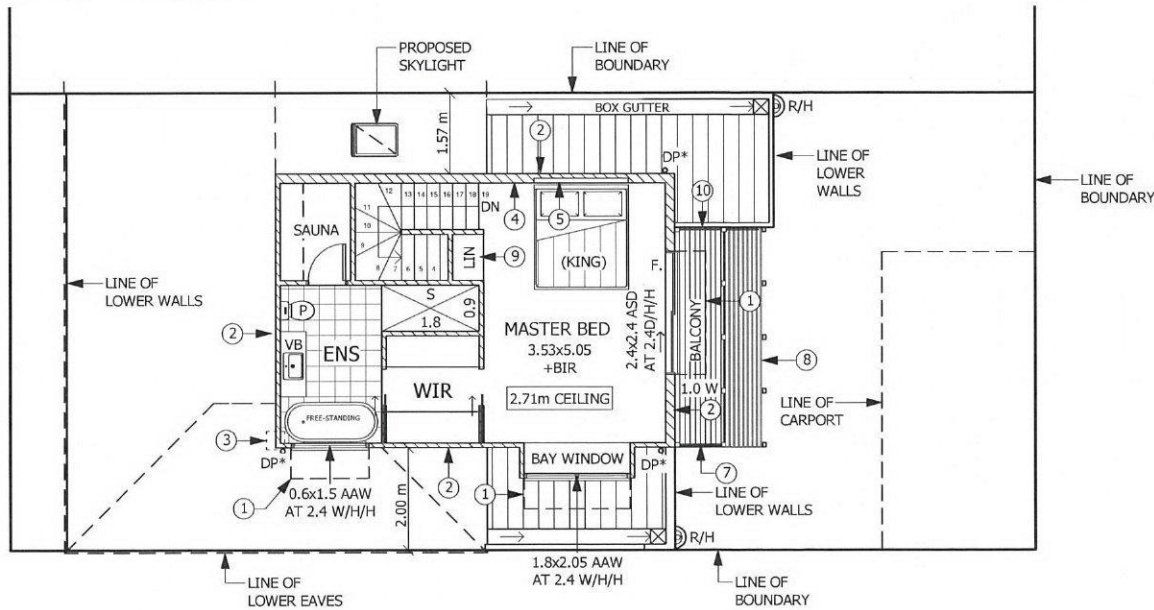 PROPOSED
SKYLIGHT
LINE OF
BOUNDARY
BOX GUTTER
R/H
1.57 m
2
DP*
LINE OF
LOWER
WALLS
LINE OF
BOUNDARY
10
12
13 14 15 16 17 18 19
11
10
9
8 7 6 5 4
DN
4
5
SAUNA
LIN
9
(KING)
F.
LINE OF
LOWER WALLS
S
1.8
0.9
1
BALCONY
2
P
VB
ENS
MASTER BED
3.53x5.05
+BIR
2.4x2.4 ASD
AT 2.4D/H/H
8
WIR
2.71m CEILING
1.0 W
2
LINE OF
CARPORT
FREE-STANDING
3
DP*
BAY WINDOW
DP*
7
1
0.6x1.5 AAW
AT 2.4 W/H/H
2.00 m
2
1
LINE OF
LOWER WALLS
R/H
1.8x2.05 AAW
AT 2.4 W/H/H
LINE OF
LOWER EAVES
LINE OF
BOUNDARY